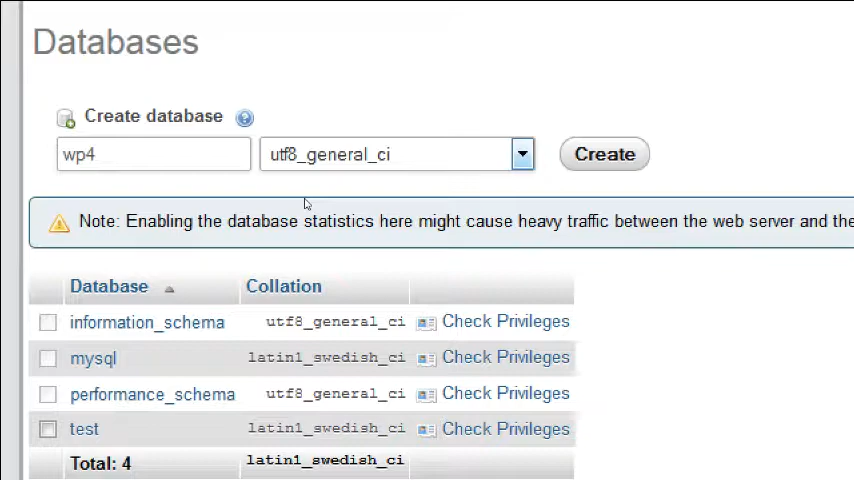 Databases
Create database
wp4 utf8_general_ci Create
Note: Enabling the database statistics here might cause heavy traffic between the web server and the
Database Collation
information_schema utf8_general_ci Check Privileges
mysql latin1_swedish_ci Check Privileges
performance_schema utf8_general_ci Check Privileges
test latin1_swedish_ci Check Privileges
Total: 4 latin1_swedish_ci